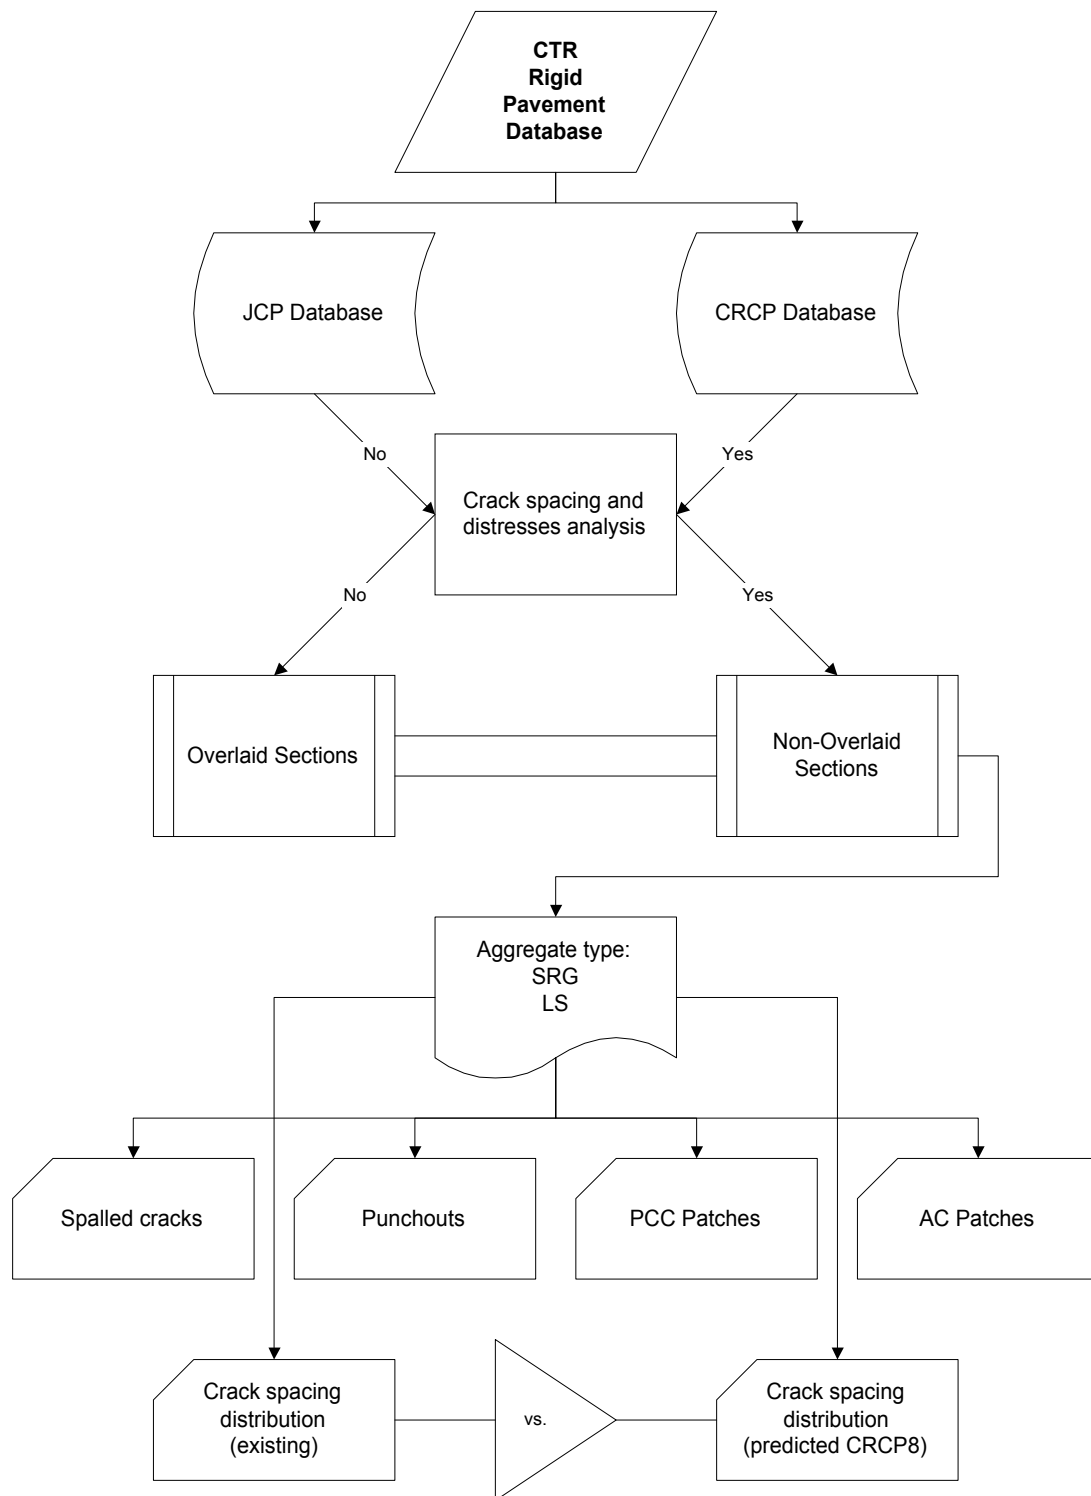 CTR
Rigid
Pavement
Database
JCP Database
CRCP Database
No
Yes
Crack spacing and
distresses analysis
No
Yes
Overlaid Sections
Non-Overlaid
Sections
Aggregate type:
SRG
LS
Spalled cracks
Punchouts
PCC Patches
AC Patches
Crack spacing
distribution
(existing)
vs.
Crack spacing
distribution
(predicted CRCP8)